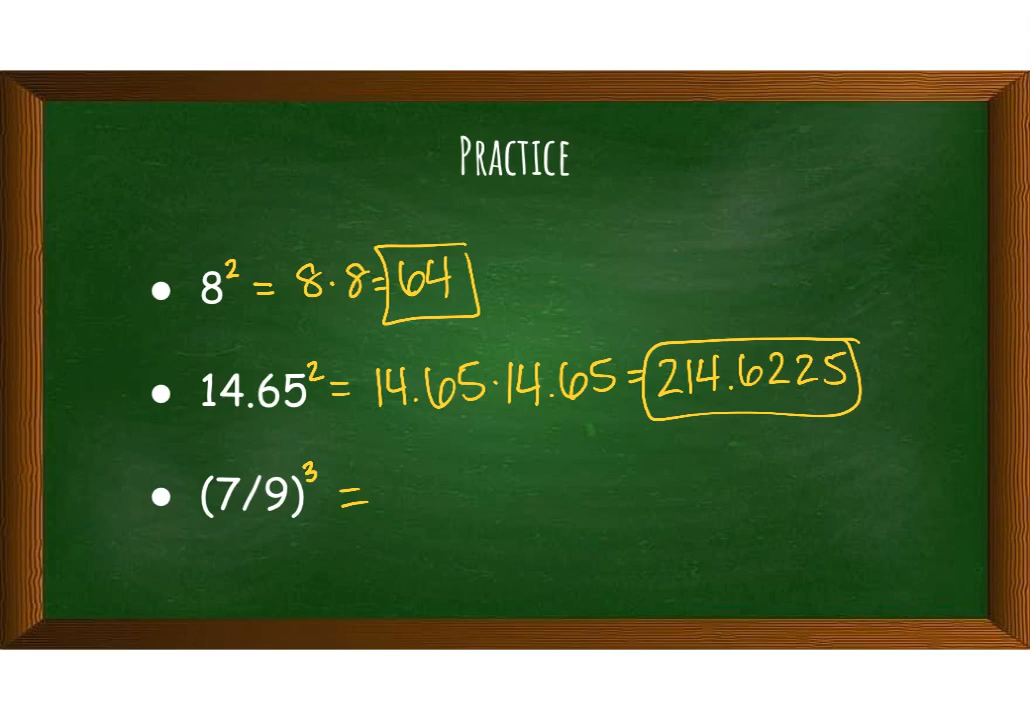 PRACTICE
• 8² = 8·8= 64
• 14.65² = 14.65·14.65 = 214.6225
• (7/9)³ =